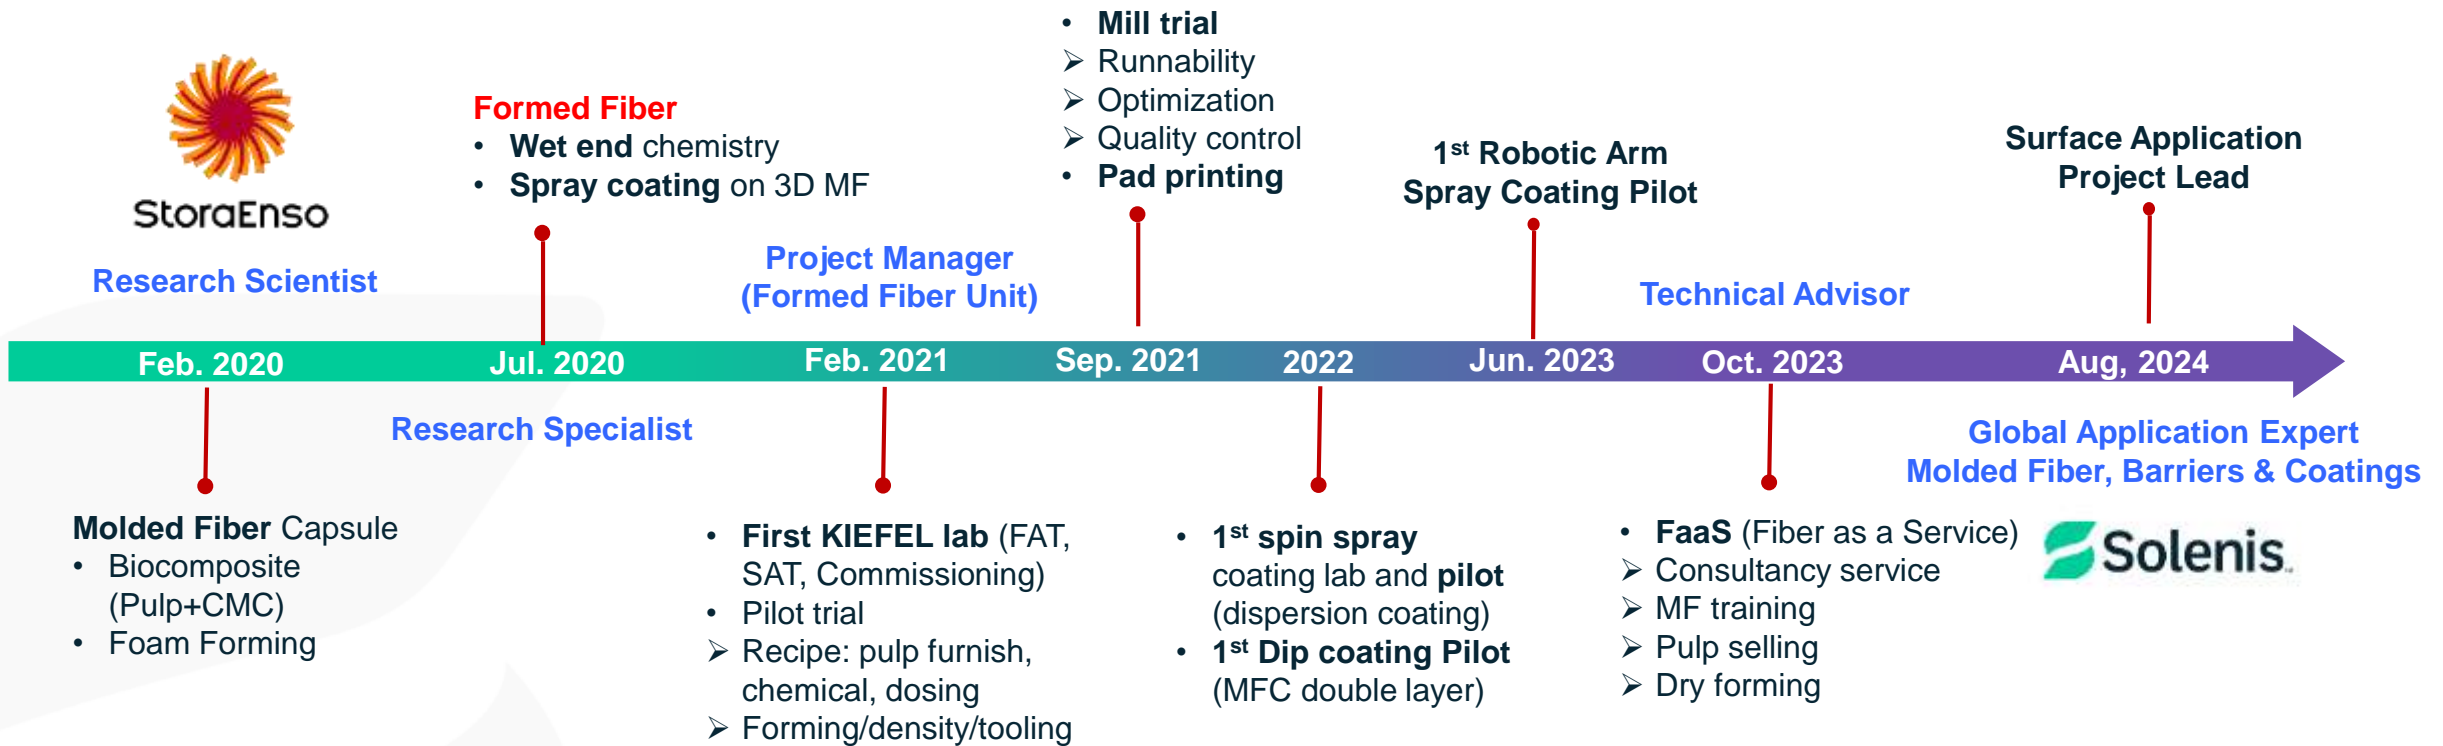 StoraEnso
Research Scientist
Formed Fiber
• Wet end chemistry
• Spray coating on 3D MF
Project Manager
(Formed Fiber Unit)
• Mill trial
➢ Runnability
➢ Optimization
➢ Quality control
• Pad printing
1st Robotic Arm
Spray Coating Pilot
Technical Advisor
Surface Application
Project Lead
Feb. 2020
Jul. 2020
Feb. 2021
Sep. 2021
2022
Jun. 2023
Oct. 2023
Aug, 2024
Molded Fiber Capsule
• Biocomposite
(Pulp+CMC)
• Foam Forming
Research Specialist
• First KIEFEL lab (FAT,
SAT, Commissioning)
• Pilot trial
➢ Recipe: pulp furnish,
chemical, dosing
➢ Forming/density/tooling
• 1st spin spray
coating lab and pilot
(dispersion coating)
• 1st Dip coating Pilot
(MFC double layer)
• FaaS (Fiber as a Service)
➢ Consultancy service
➢ MF training
➢ Pulp selling
➢ Dry forming
Global Application Expert
Molded Fiber, Barriers & Coatings
Solenis